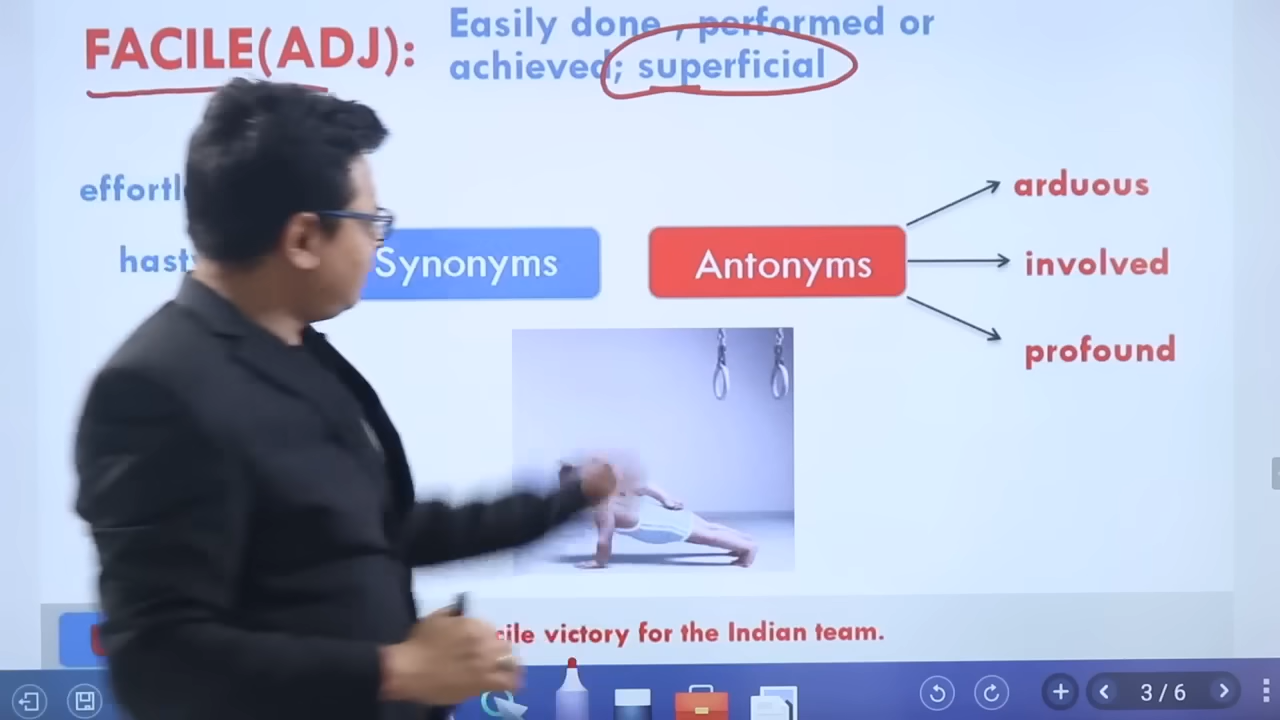 FACILE(ADJ):
Easily done , performed or
achieved; superficial
Synonyms
Antonyms
arduous
involved
profound
victory for the Indian team.
3 / 6